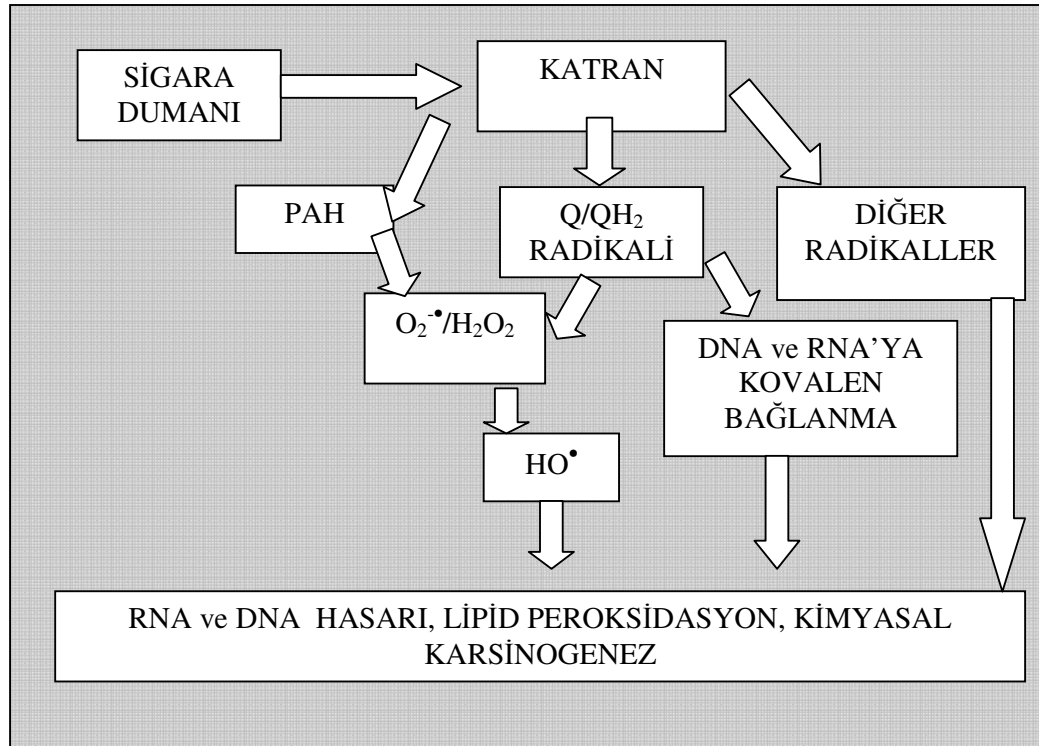 SİGARA
DUMANI
KATRAN
PAH
Q/QH₂
RADİKALİ
DİĞER
RADİKALLER
O₂⁻•/H₂O₂
DNA ve RNA’YA
KOVALEN
BAĞLANMA
HO•
RNA ve DNA HASARI, LİPİD PEROKSİDASYON, KİMYASAL
KARSİNOGENEZ